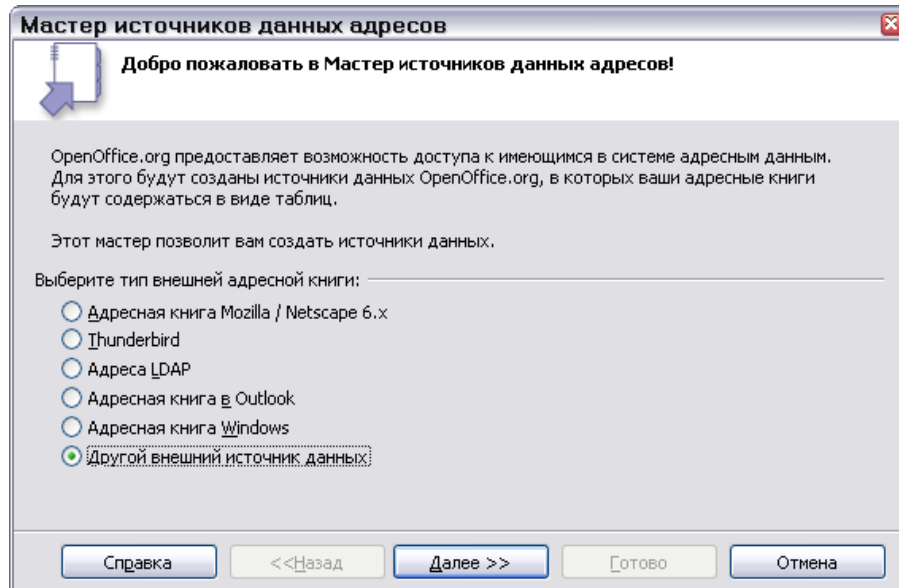 Мастер источников данных адресов
Добро пожаловать в Мастер источников данных адресов!
OpenOffice.org предоставляет возможность доступа к имеющимся в системе адресным данным.
Для этого будут созданы источники данных OpenOffice.org, в которых ваши адресные книги
будут содержаться в виде таблиц.
Этот мастер позволит вам создать источники данных.
Выберите тип внешней адресной книги:
Адресная книга Mozilla / Netscape 6.x
Thunderbird
Адреса LDAP
Адресная книга в Outlook
Адресная книга Windows
Другой внешний источник данных
Справка <<Назад Далее >> Готово Отмена